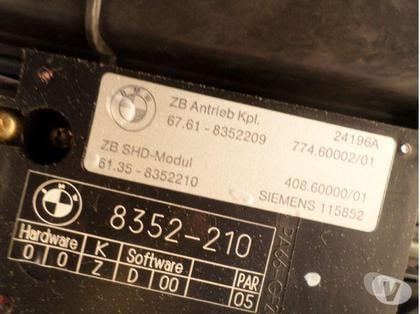 BMW
ZB Antrieb Kpl.
67.61 - 8352209
24196A
774.60002/01
ZB SHD-Modul
61.35 - 8352210
408.60000/01
SIEMENS 115852
8352-210
Hardware K Software PAR
0 0 Z D 00 05
V